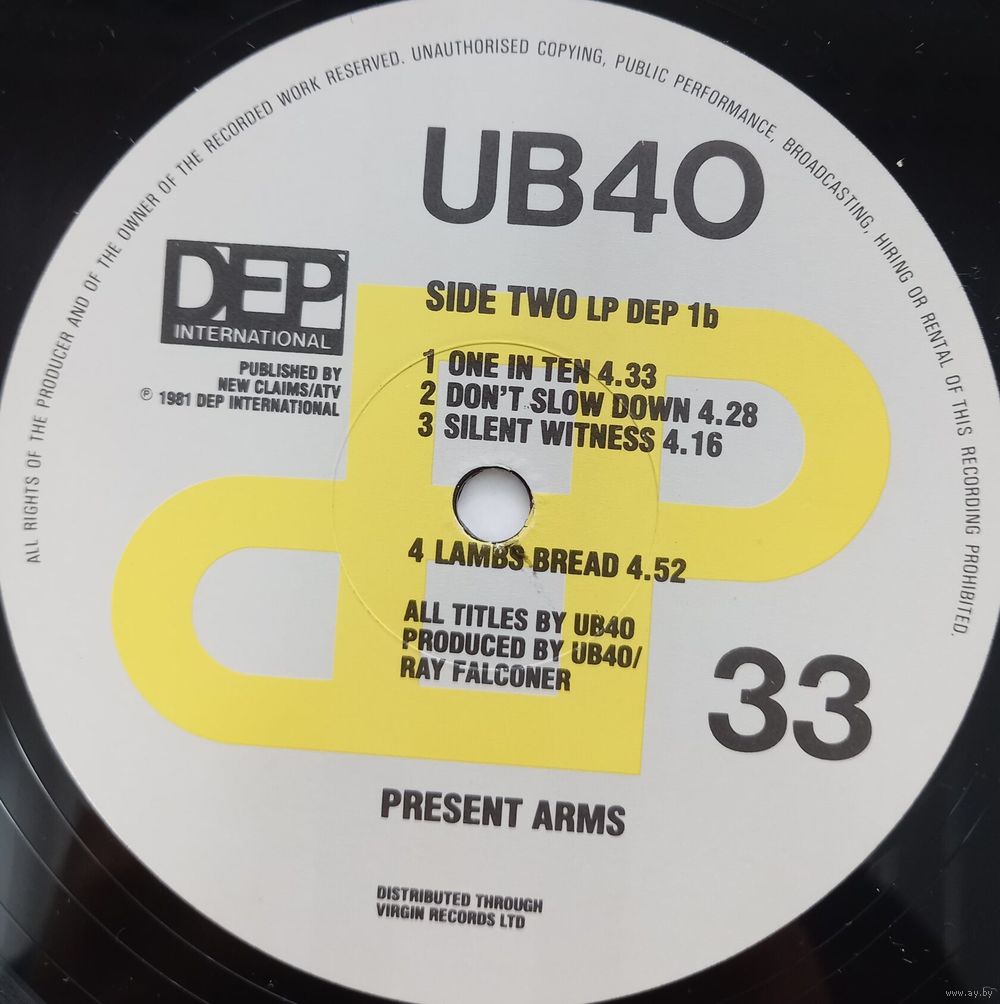 ALL RIGHTS OF THE PRODUCER AND OF THE OWNER OF THE RECORDED WORK RESERVED. UNAUTHORISED COPYING, PUBLIC PERFORMANCE, BROADCASTING, HIRING OR RENTAL OF THIS RECORDING PROHIBITED.
UB40
DEP
INTERNATIONAL
PUBLISHED BY
NEW CLAIMS/ATV
℗ 1981 DEP INTERNATIONAL
SIDE TWO LP DEP 1b
1 ONE IN TEN 4.33
2 DON'T SLOW DOWN 4.28
3 SILENT WITNESS 4.16
4 LAMBS BREAD 4.52
ALL TITLES BY UB40
PRODUCED BY UB40/
RAY FALCONER
33
PRESENT ARMS
DISTRIBUTED THROUGH
VIRGIN RECORDS LTD
www.ay.by